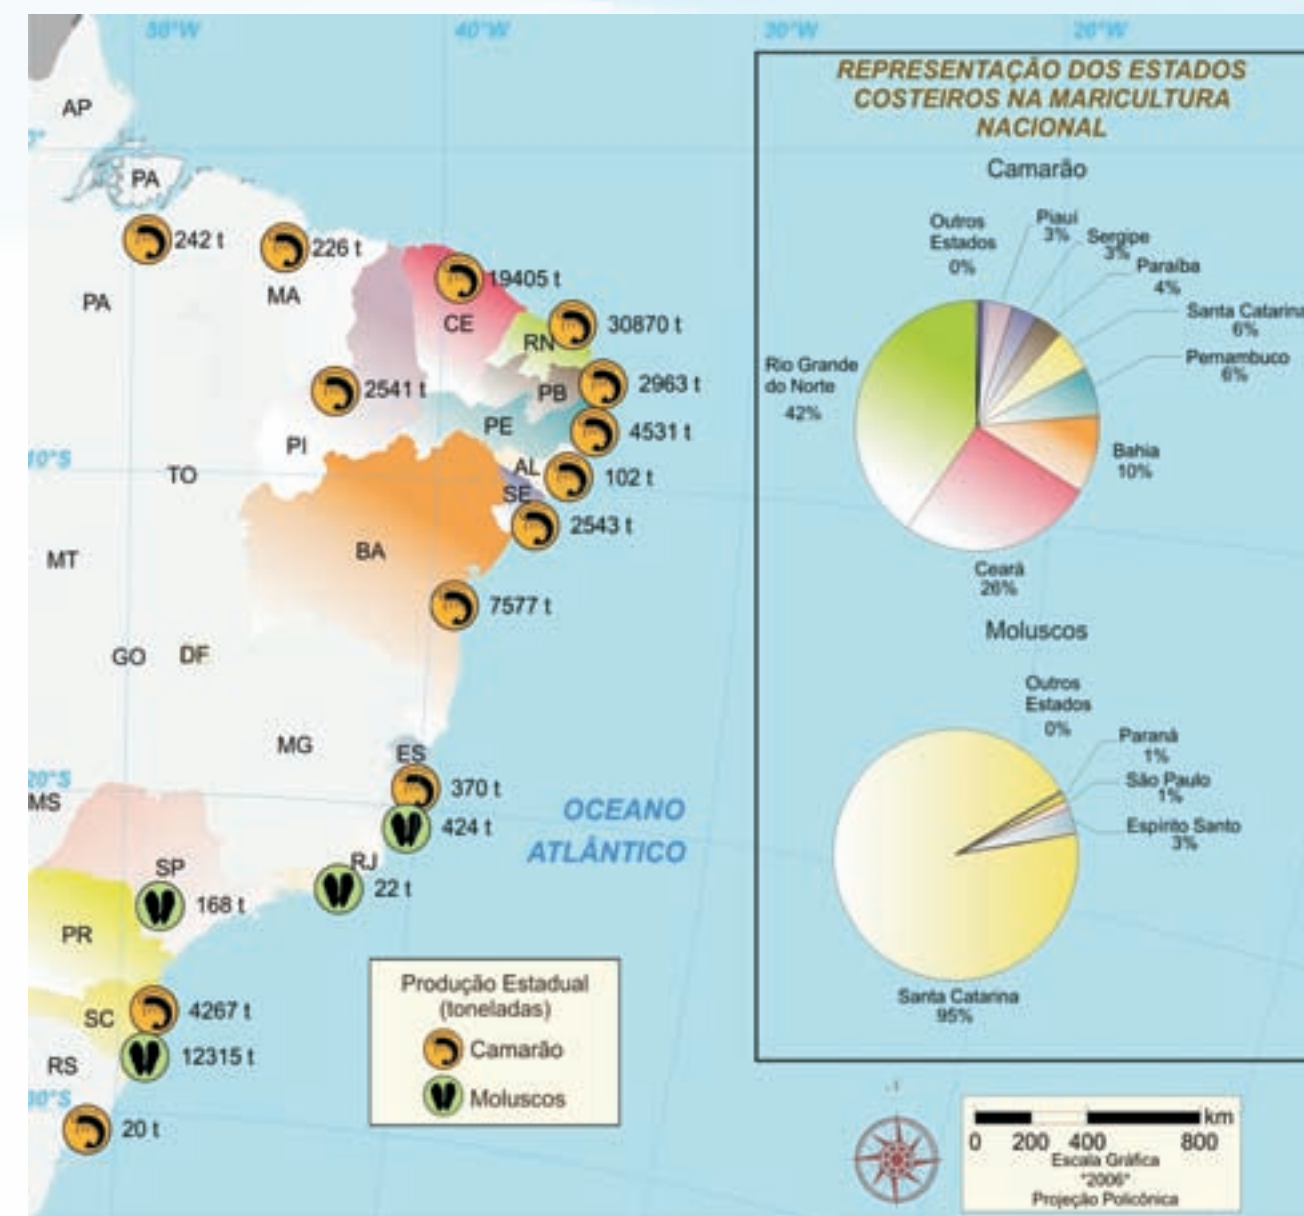 50°W 40°W 30°W 20°W
REPRESENTAÇÃO DOS ESTADOS
COSTEIROS NA MARICULTURA
NACIONAL
Camarão
Outros
Estados
0%
Piauí
3%
Sergipe
3%
Paraíba
4%
Santa Catarina
6%
Pernambuco
6%
Bahia
10%
Ceará
26%
Rio Grande
do Norte
42%
Moluscos
Outros
Estados
0%
Paraná
1%
São Paulo
1%
Espírito Santo
3%
Santa Catarina
95%
AP
0°
PA
242 t
226 t
PA
MA
19405 t
CE
30870 t
RN
2541 t
PB
2963 t
PE
4531 t
PI
10°S
TO
AL
102 t
SE
2543 t
MT
BA
7577 t
GO
DF
MG
ES
370 t
20°S
MS
424 t
OCEANO
ATLÂNTICO
SP
RJ
22 t
168 t
PR
SC
4267 t
12315 t
RS
30°S
20 t
Produção Estadual
(toneladas)
Camarão
Moluscos
km
0 200 400 800
Escala Gráfica
*2006*
Projeção Policônica